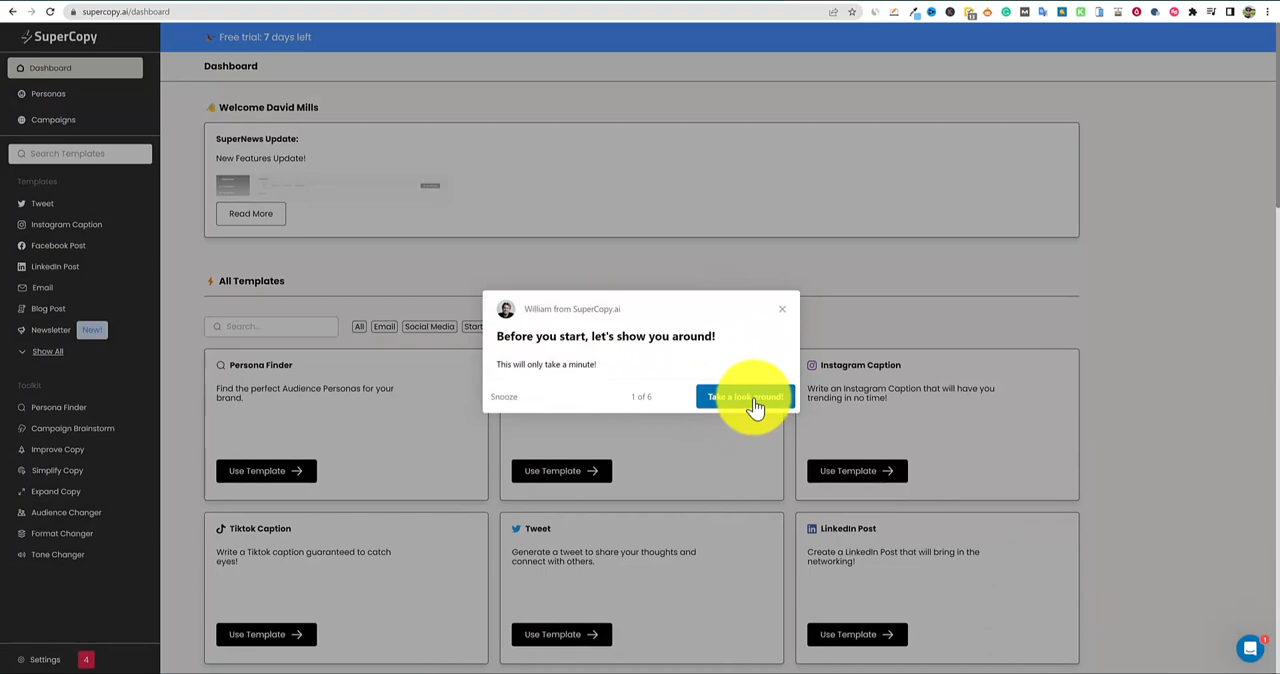 supercopy.ai/dashboard
SuperCopy
Free trial: 7 days left
Dashboard
Personas
Campaigns
Search Templates
Templates
Tweet
Instagram Caption
Facebook Post
LinkedIn Post
Email
Blog Post
Newsletter New!
Show All
Toolkit
Persona Finder
Campaign Brainstorm
Improve Copy
Simplify Copy
Expand Copy
Audience Changer
Format Changer
Tone Changer
Settings 4
Dashboard
👋 Welcome David Mills
SuperNews Update:
New Features Update!
Read More
⚡ All Templates
Search...
All Email Social Media Start
William from SuperCopy.ai
Before you start, let's show you around!
This will only take a minute!
Snooze 1 of 6 Take a look around!
Persona Finder
Find the perfect Audience Personas for your
brand.
Use Template →
Use Template →
Instagram Caption
Write an Instagram Caption that will have you
trending in no time!
Use Template →
Tiktok Caption
Write a Tiktok caption guaranteed to catch
eyes!
Use Template →
Tweet
Generate a tweet to share your thoughts and
connect with others.
Use Template →
LinkedIn Post
Create a LinkedIn Post that will bring in the
networking!
Use Template →
1